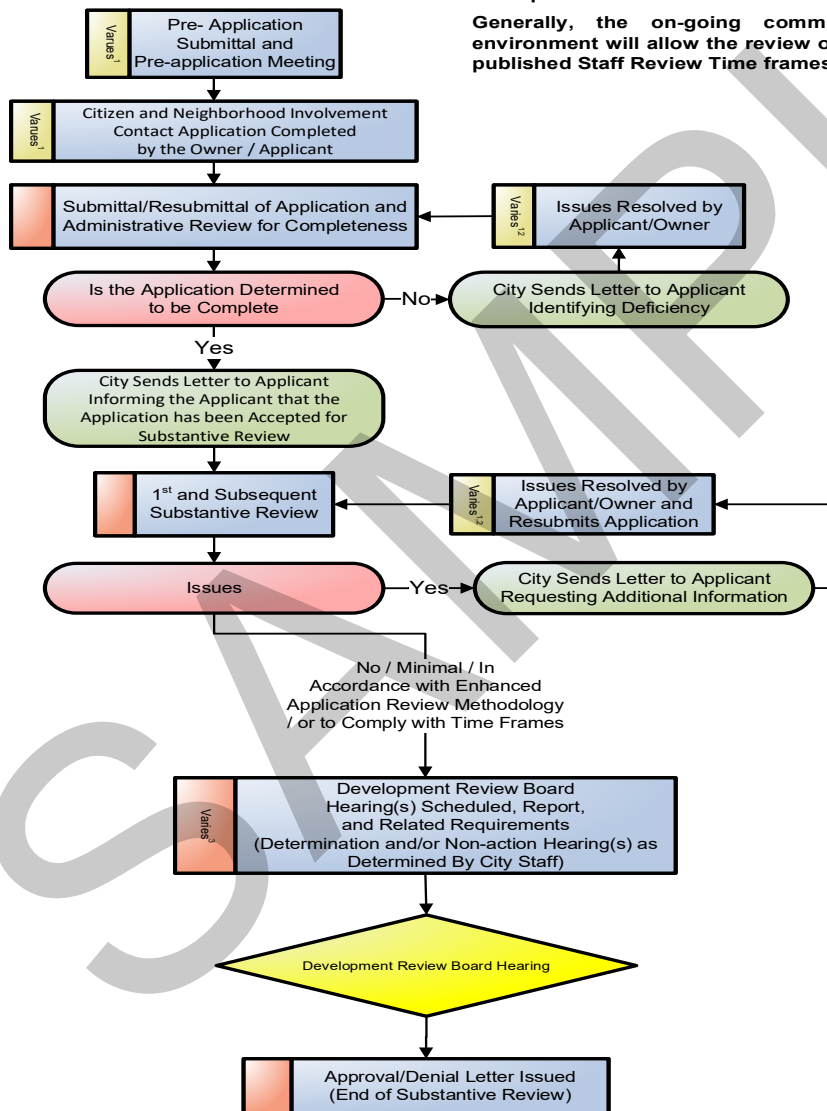 Generally, the on-going comm
environment will allow the review o
published Staff Review Time frames
Varues1
Pre- Application
Submittal and
Pre-application Meeting
Varues1
Citizen and Neighborhood Involvement
Contact Application Completed
by the Owner / Applicant
Submittal/Resubmittal of Application and
Administrative Review for Completeness
Varies1,2
Issues Resolved by
Applicant/Owner
Is the Application Determined
to be Complete
No
City Sends Letter to Applicant
Identifying Deficiency
Yes
City Sends Letter to Applicant
Informing the Applicant that the
Application has been Accepted for
Substantive Review
1st and Subsequent
Substantive Review
Varies1,2
Issues Resolved by
Applicant/Owner and
Resubmits Application
Issues
Yes
City Sends Letter to Applicant
Requesting Additional Information
No / Minimal / In
Accordance with Enhanced
Application Review Methodology
/ or to Comply with Time Frames
Varies3
Development Review Board
Hearing(s) Scheduled, Report,
and Related Requirements
(Determination and/or Non-action Hearing(s) as
Determined By City Staff)
Development Review Board Hearing
Approval/Denial Letter Issued
(End of Substantive Review)
SAMPL